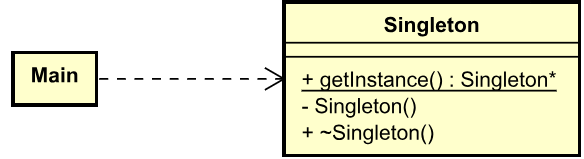 Singleton
Main
+ getInstance() : Singleton*
- Singleton()
+ ~Singleton()